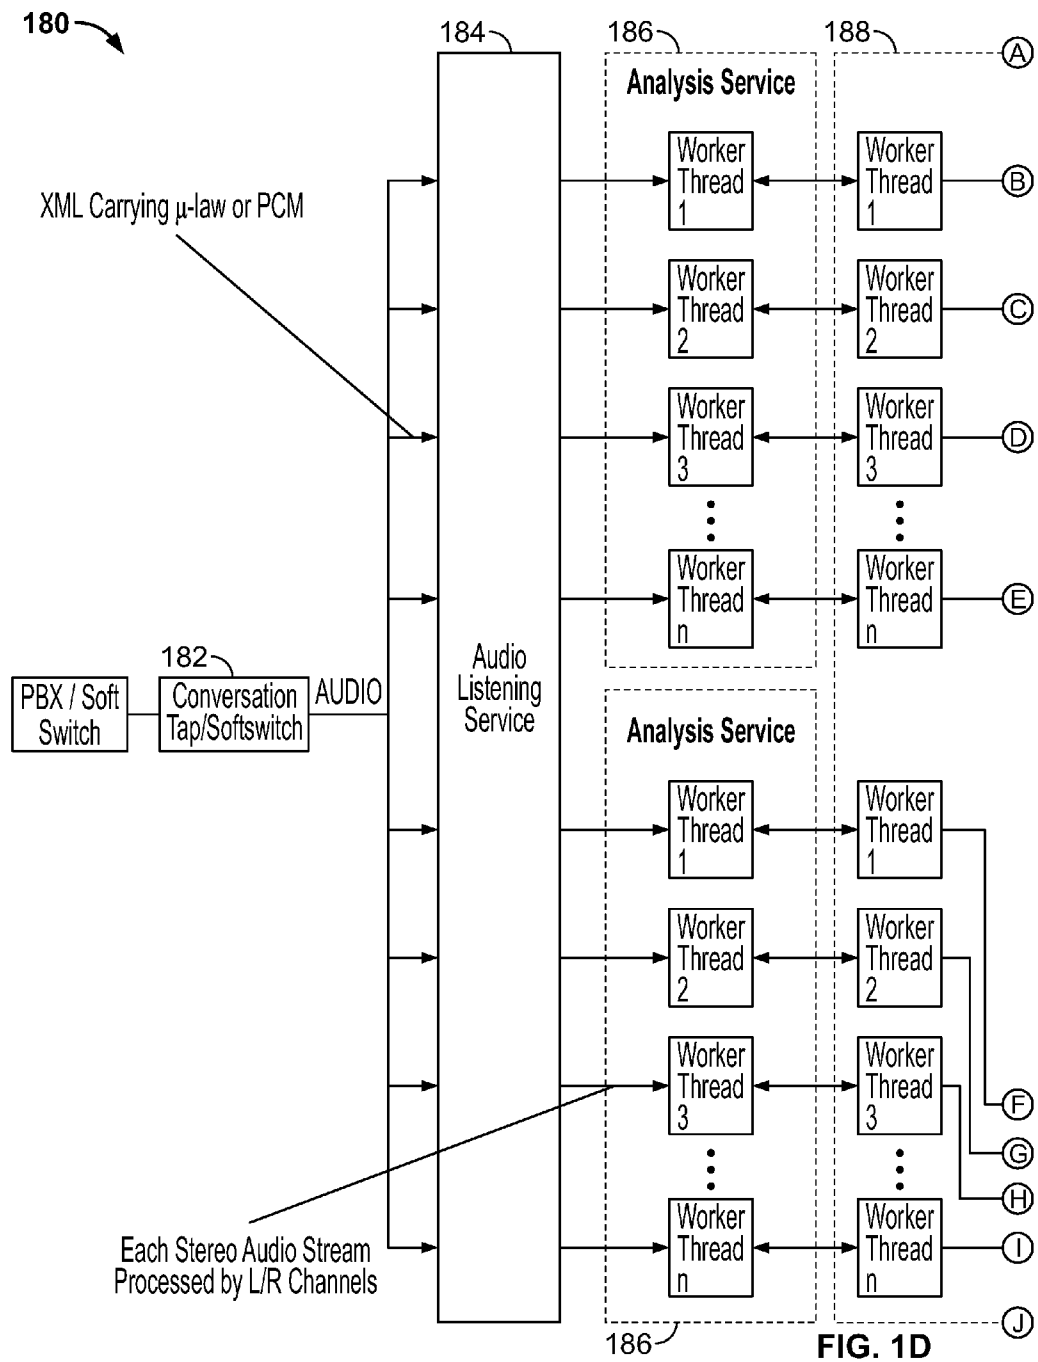 180
184
186
188
A
Analysis Service
Worker
Thread
1
Worker
Thread
1
B
XML Carrying μ-law or PCM
Worker
Thread
2
Worker
Thread
2
C
Worker
Thread
3
Worker
Thread
3
D
Worker
Thread
n
Worker
Thread
n
E
182
PBX / Soft
Switch
Conversation
Tap/Softswitch
AUDIO
Audio
Listening
Service
Analysis Service
Worker
Thread
1
Worker
Thread
1
Worker
Thread
2
Worker
Thread
2
Worker
Thread
3
Worker
Thread
3
F
G
H
Each Stereo Audio Stream
Processed by L/R Channels
Worker
Thread
n
Worker
Thread
n
I
J
186
FIG. 1D